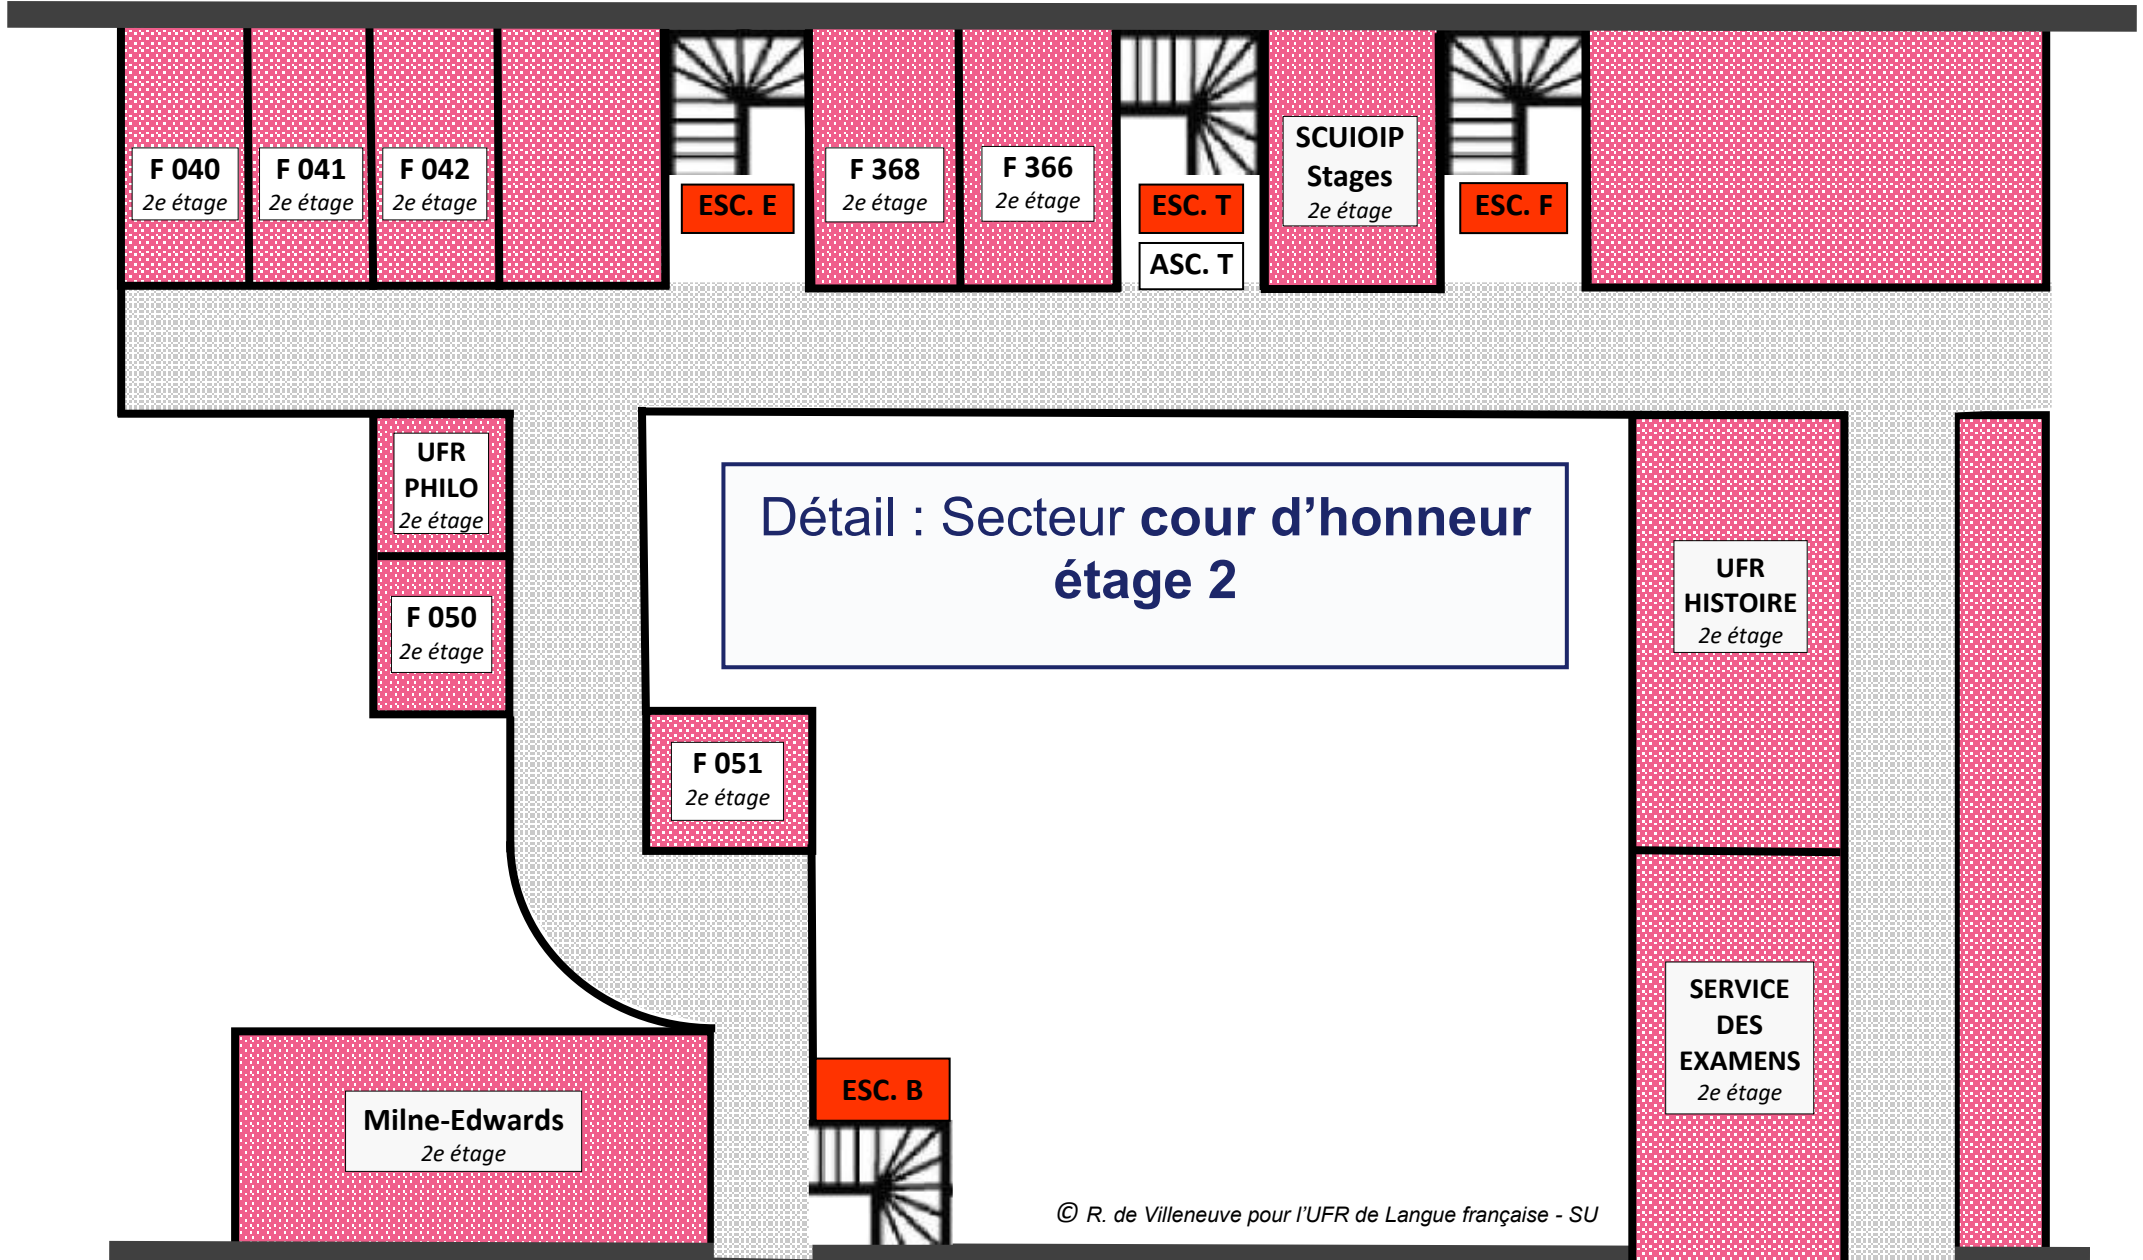 F 040
2e étage
F 041
2e étage
F 042
2e étage
ESC. E
F 368
2e étage
F 366
2e étage
ESC. T
ASC. T
SCUIOIP
Stages
2e étage
ESC. F
UFR
PHILO
2e étage
F 050
2e étage
Détail : Secteur cour d’honneur
étage 2
UFR
HISTOIRE
2e étage
F 051
2e étage
SERVICE
DES
EXAMENS
2e étage
Milne-Edwards
2e étage
ESC. B
© R. de Villeneuve pour l’UFR de Langue française - SU